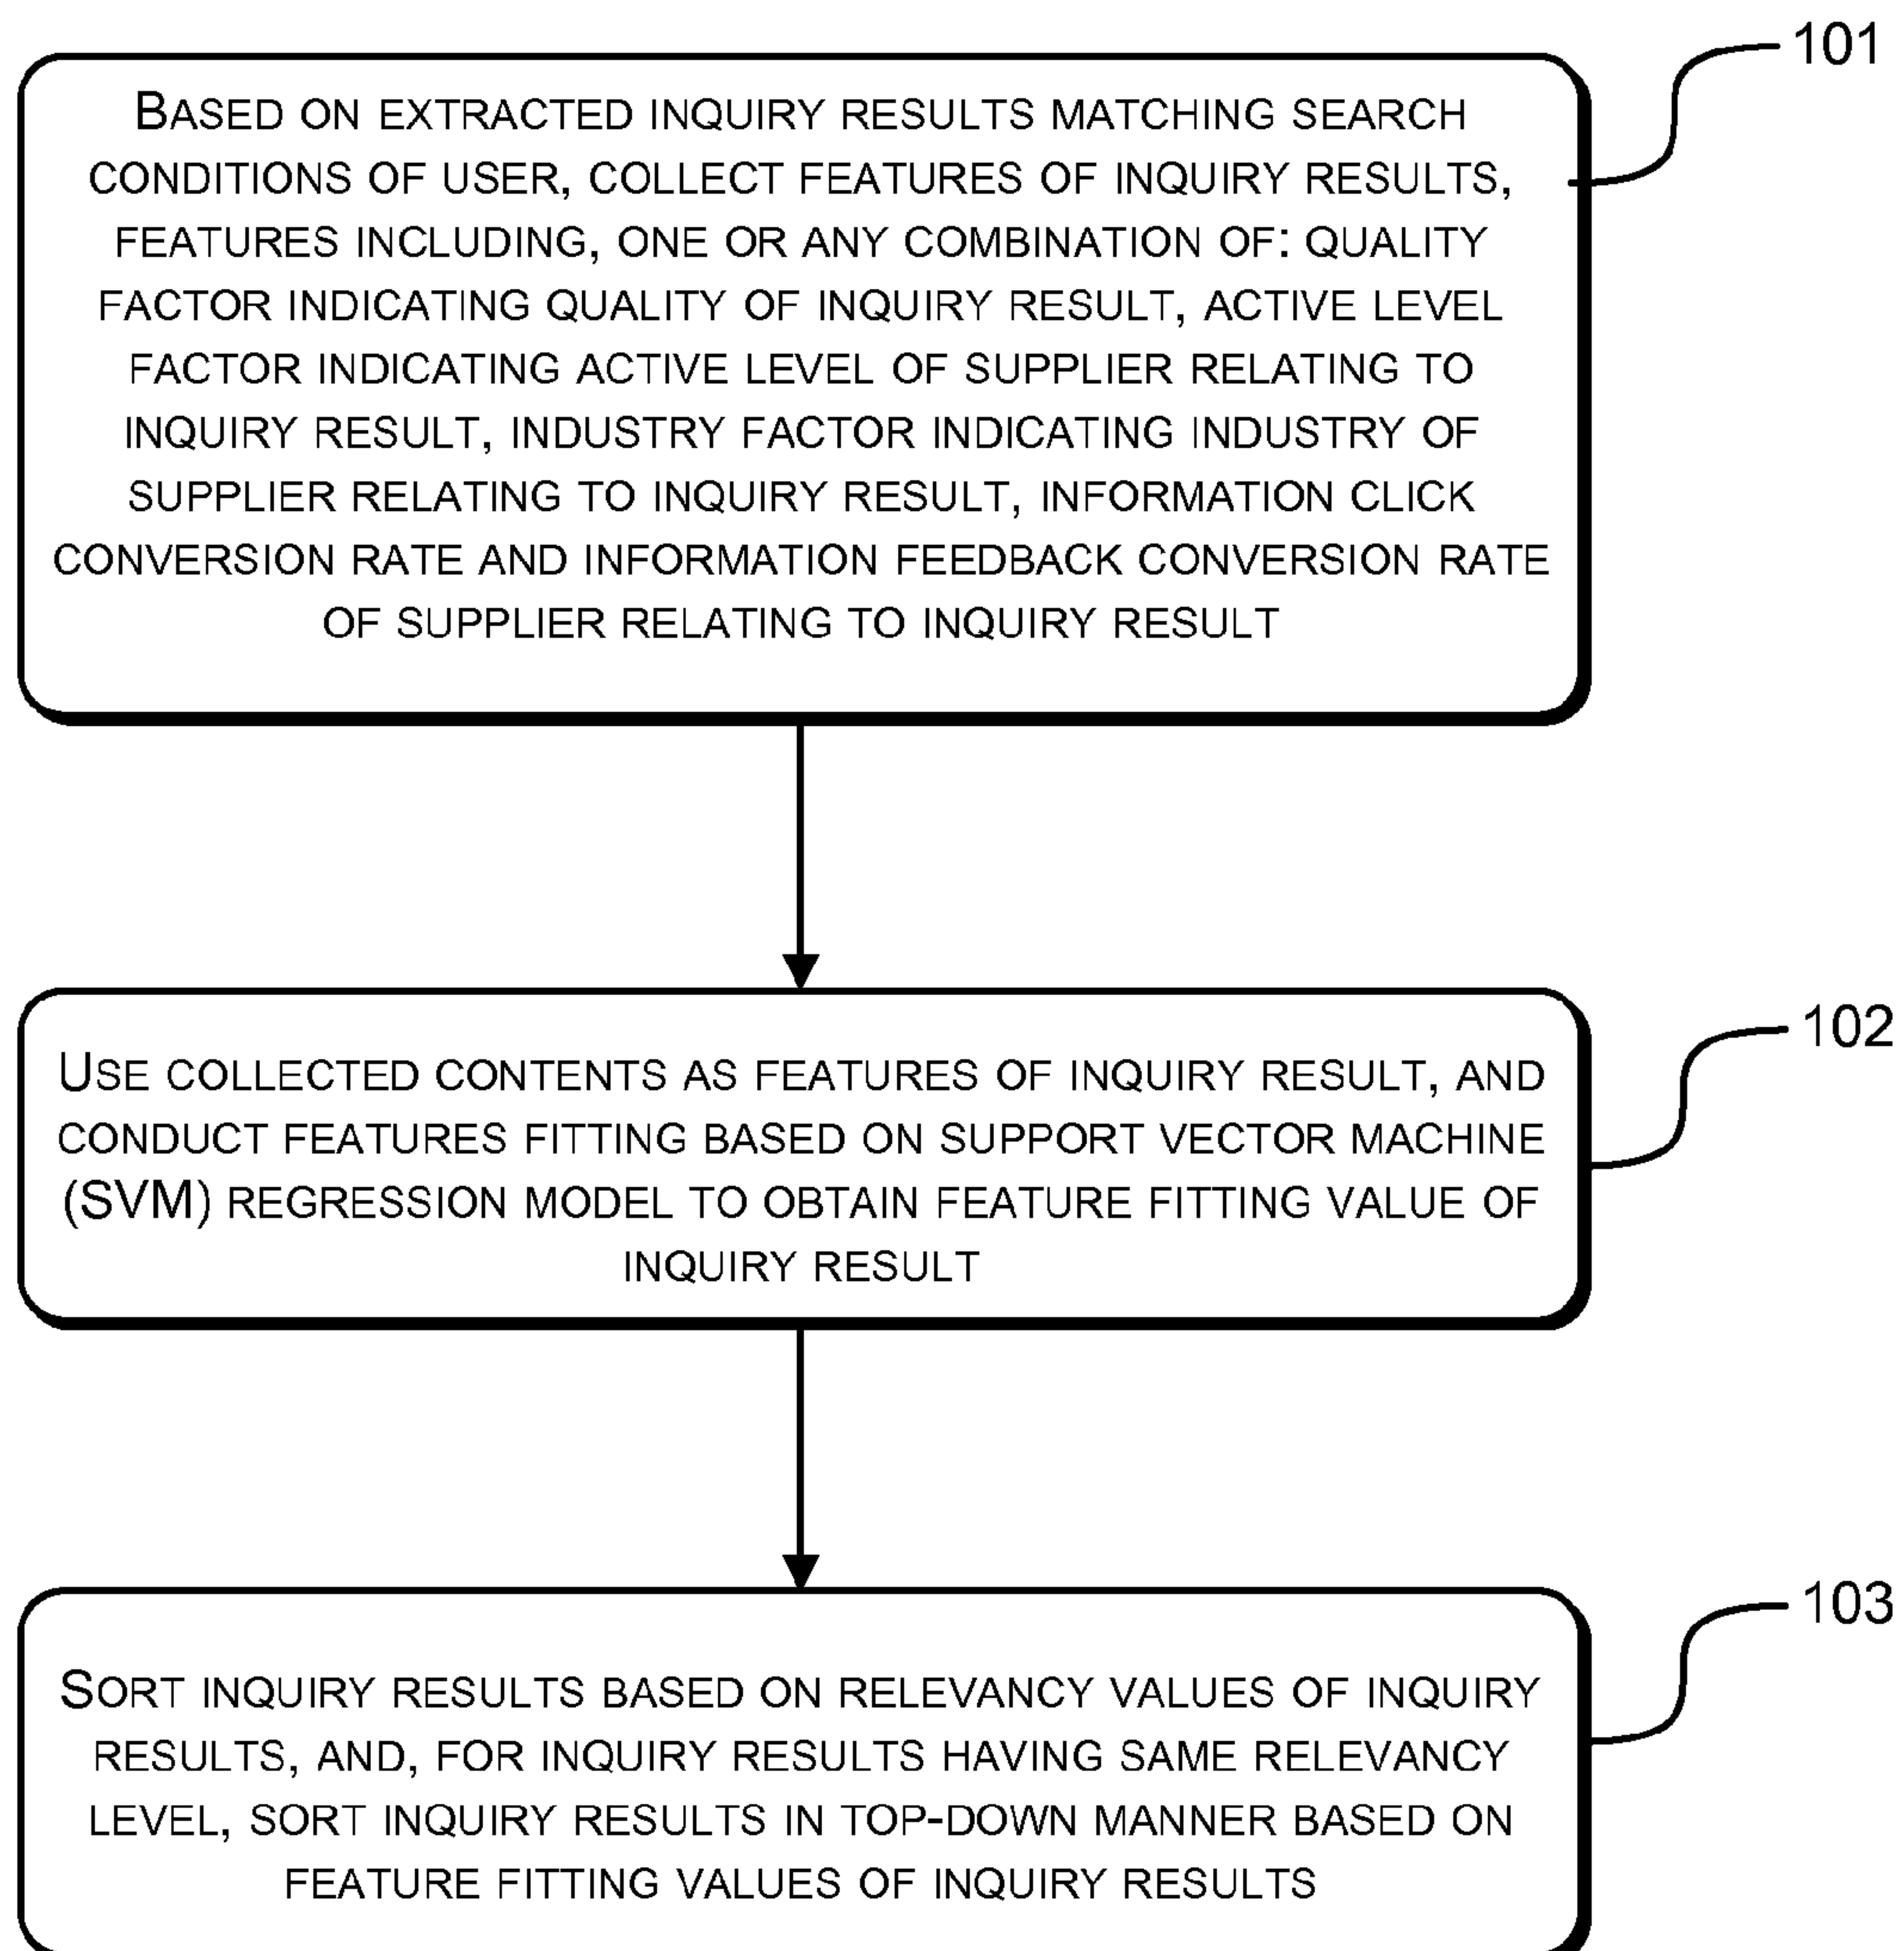 101
BASED ON EXTRACTED INQUIRY RESULTS MATCHING SEARCH
CONDITIONS OF USER, COLLECT FEATURES OF INQUIRY RESULTS,
FEATURES INCLUDING, ONE OR ANY COMBINATION OF: QUALITY
FACTOR INDICATING QUALITY OF INQUIRY RESULT, ACTIVE LEVEL
FACTOR INDICATING ACTIVE LEVEL OF SUPPLIER RELATING TO
INQUIRY RESULT, INDUSTRY FACTOR INDICATING INDUSTRY OF
SUPPLIER RELATING TO INQUIRY RESULT, INFORMATION CLICK
CONVERSION RATE AND INFORMATION FEEDBACK CONVERSION RATE
OF SUPPLIER RELATING TO INQUIRY RESULT
102
USE COLLECTED CONTENTS AS FEATURES OF INQUIRY RESULT, AND
CONDUCT FEATURES FITTING BASED ON SUPPORT VECTOR MACHINE
(SVM) REGRESSION MODEL TO OBTAIN FEATURE FITTING VALUE OF
INQUIRY RESULT
103
SORT INQUIRY RESULTS BASED ON RELEVANCY VALUES OF INQUIRY
RESULTS, AND, FOR INQUIRY RESULTS HAVING SAME RELEVANCY
LEVEL, SORT INQUIRY RESULTS IN TOP-DOWN MANNER BASED ON
FEATURE FITTING VALUES OF INQUIRY RESULTS